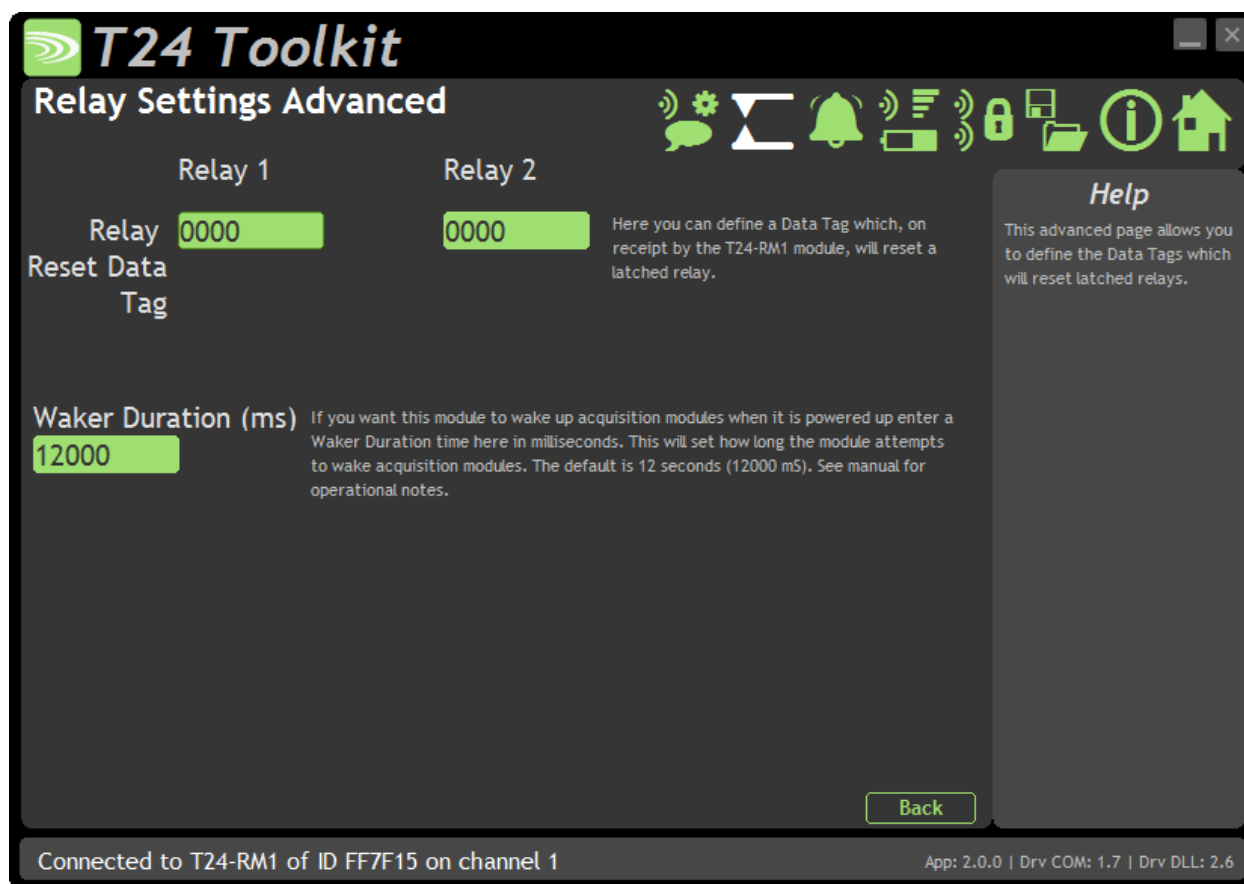 T24 Toolkit
Relay Settings Advanced
Relay 1
Relay 2
Relay
Reset Data
Tag
0000
0000
Here you can define a Data Tag which, on
receipt by the T24-RM1 module, will reset a
latched relay.
Waker Duration (ms)
12000
If you want this module to wake up acquisition modules when it is powered up enter a
Waker Duration time here in milliseconds. This will set how long the module attempts
to wake acquisition modules. The default is 12 seconds (12000 mS). See manual for
operational notes.
Back
Help
This advanced page allows you
to define the Data Tags which
will reset latched relays.
Connected to T24-RM1 of ID FF7F15 on channel 1
App: 2.0.0 | Drv COM: 1.7 | Drv DLL: 2.6